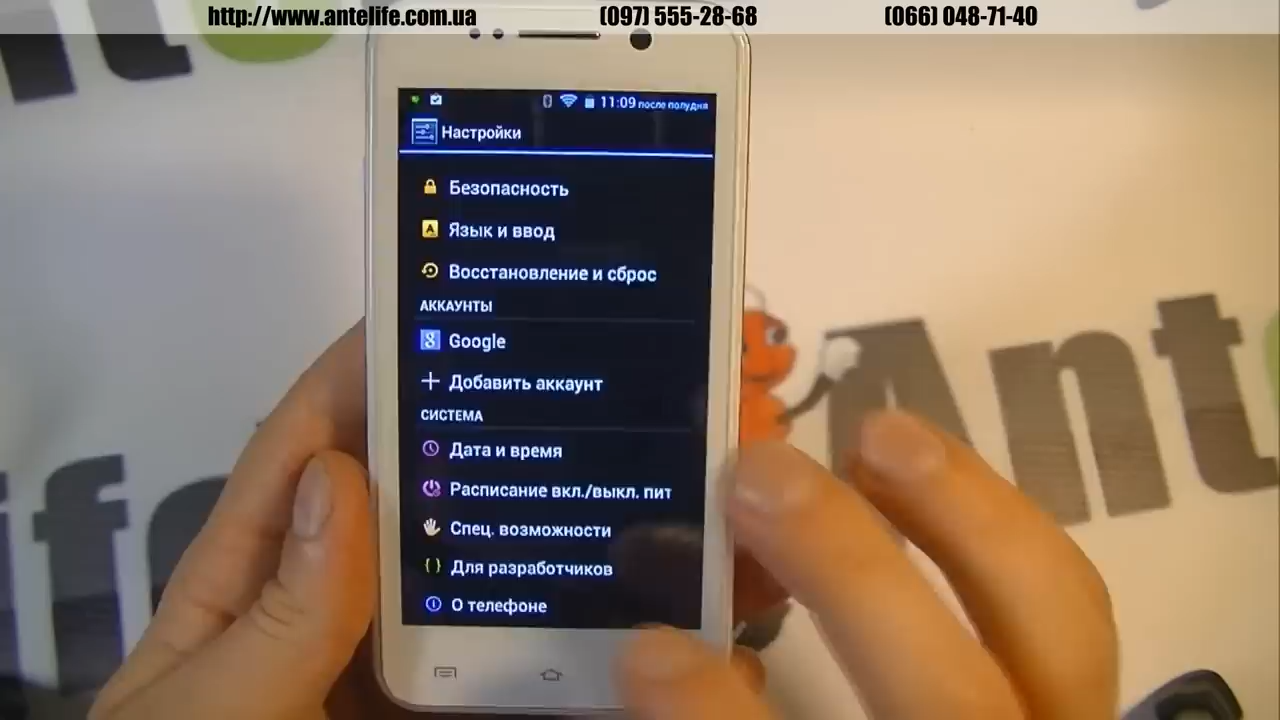 http://www.antelife.com.ua (097) 555-28-68 (066) 048-71-40
11:09 после полудня
Настройки
Безопасность
Язык и ввод
Восстановление и сброс
АККАУНТЫ
Google
Добавить аккаунт
СИСТЕМА
Дата и время
Расписание вкл./выкл. пит
Спец. возможности
Для разработчиков
О телефоне
Ant
ife